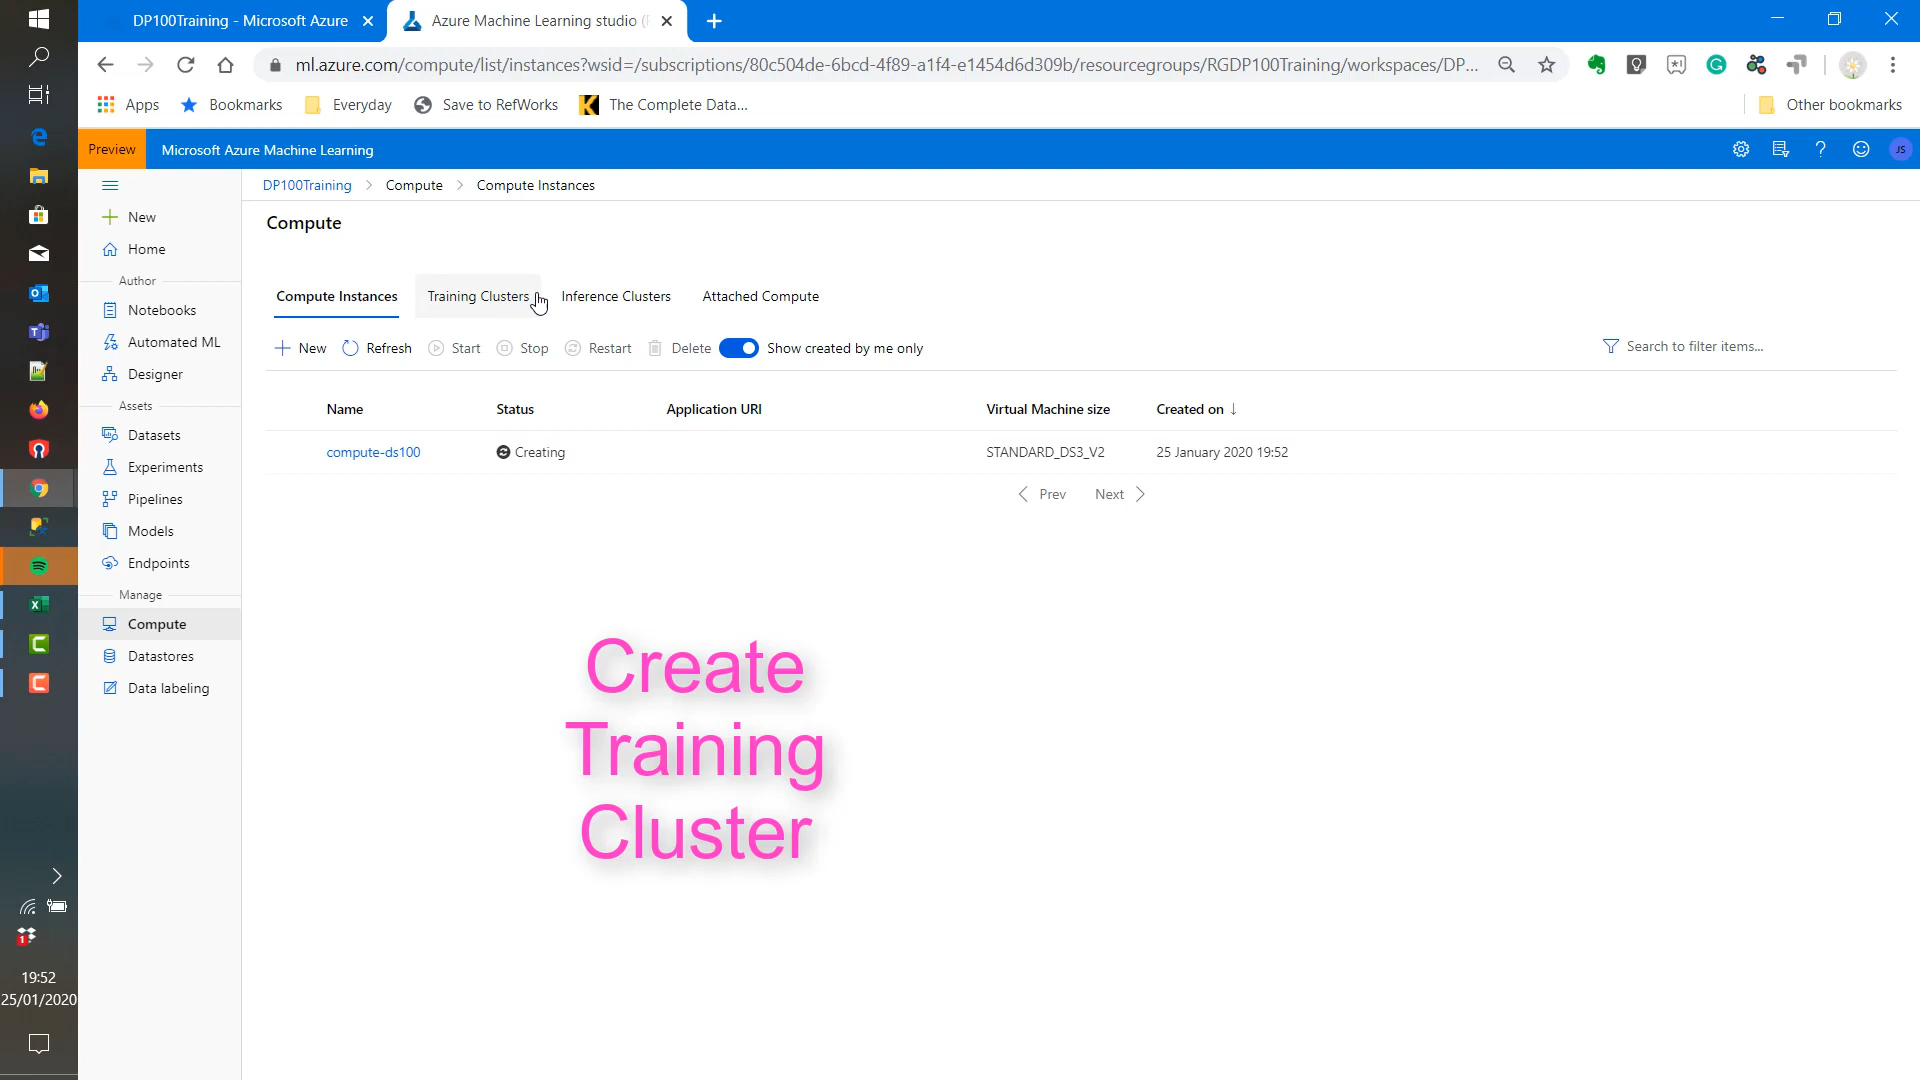 DP100Training - Microsoft Azure
Azure Machine Learning studio (
ml.azure.com/compute/list/instances?wsid=/subscriptions/80c504de-6bcd-4f89-a1f4-e1454d6d309b/resourcegroups/RGDP100Training/workspaces/DP...
Apps
Bookmarks
Everyday
Save to RefWorks
The Complete Data...
Other bookmarks
Preview
Microsoft Azure Machine Learning
JS
DP100Training > Compute > Compute Instances
New
Home
Author
Notebooks
Automated ML
Designer
Assets
Datasets
Experiments
Pipelines
Models
Endpoints
Manage
Compute
Datastores
Data labeling
Compute
Compute Instances
Training Clusters
Inference Clusters
Attached Compute
New
Refresh
Start
Stop
Restart
Delete
Show created by me only
Search to filter items...
Name
Status
Application URI
Virtual Machine size
Created on ↓
compute-ds100
Creating
STANDARD_DS3_V2
25 January 2020 19:52
Prev
Next
Create
Training
Cluster
1
19:52
25/01/2020